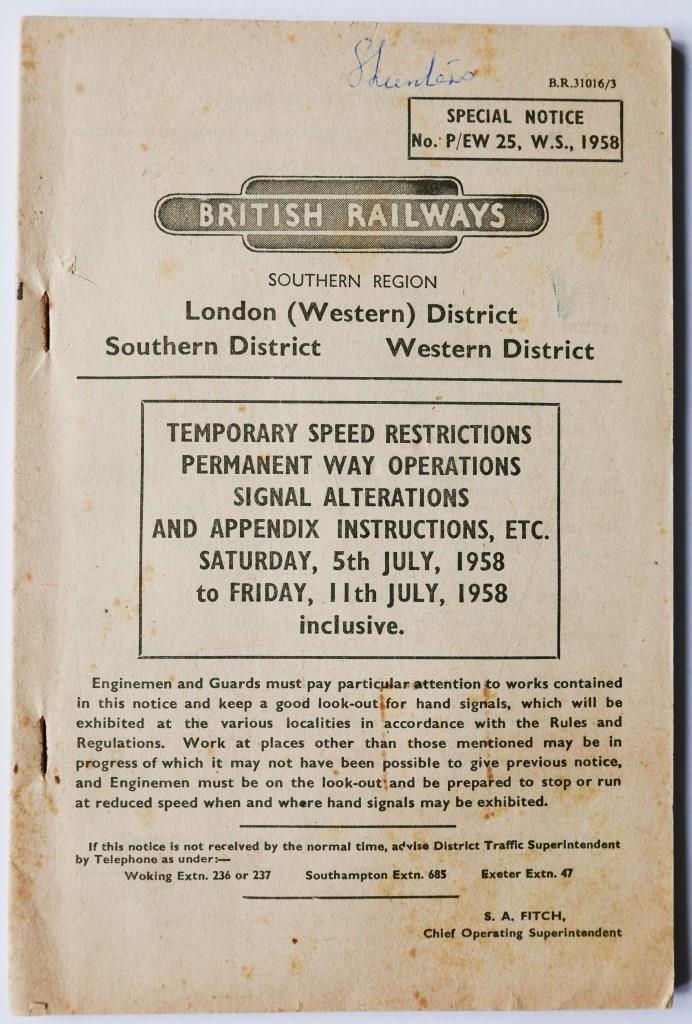 Shunters
B.R.31016/3
SPECIAL NOTICE
No. P/EW 25, W.S., 1958
BRITISH RAILWAYS
SOUTHERN REGION
London (Western) District
Southern District Western District
TEMPORARY SPEED RESTRICTIONS
PERMANENT WAY OPERATIONS
SIGNAL ALTERATIONS
AND APPENDIX INSTRUCTIONS, ETC.
SATURDAY, 5th JULY, 1958
to FRIDAY, 11th JULY, 1958
inclusive.
Enginemen and Guards must pay particular attention to works contained
in this notice and keep a good look-out for hand signals, which will be
exhibited at the various localities in accordance with the Rules and
Regulations. Work at places other than those mentioned may be in
progress of which it may not have been possible to give previous notice,
and Enginemen must be on the look-out and be prepared to stop or run
at reduced speed when and where hand signals may be exhibited.
If this notice is not received by the normal time, advise District Traffic Superintendent
by Telephone as under:—
Woking Extn. 236 or 237 Southampton Extn. 685 Exeter Extn. 47
S. A. FITCH,
Chief Operating Superintendent